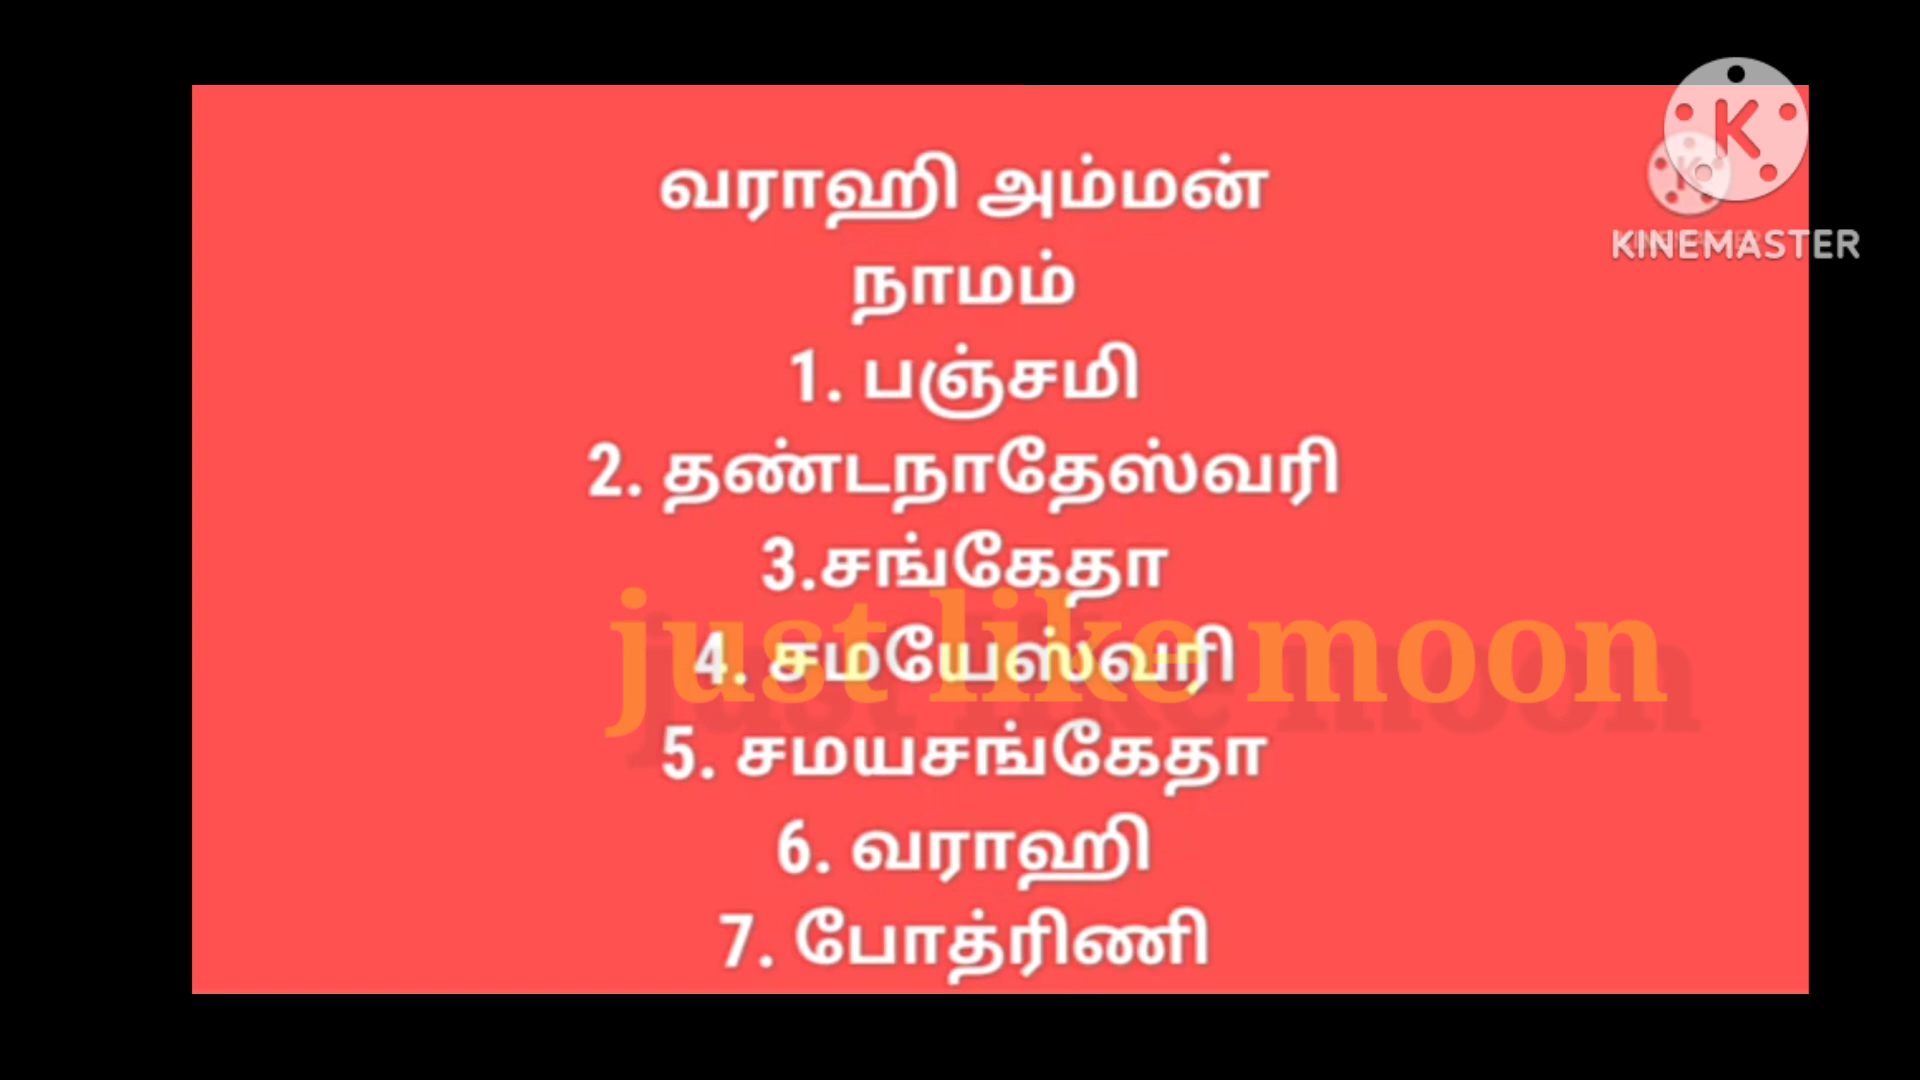 வராஹி அம்மன்
நாமம்
1. பஞ்சமி
2. தண்டநாதேஸ்வரி
3.சங்கேதா
4. சமயேஸ்வரி
5. சமயசங்கேதா
6. வராஹி
7. போத்ரிணி
just like moon
KINEMASTER